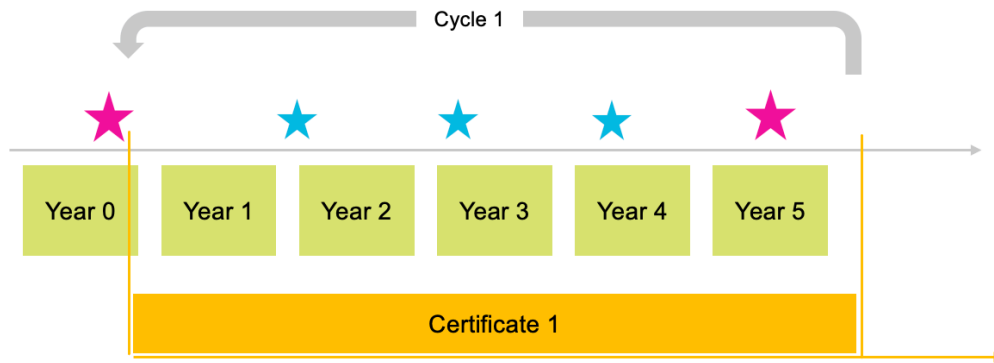 Cycle 1
Year 0
Year 1
Year 2
Year 3
Year 4
Year 5
Certificate 1